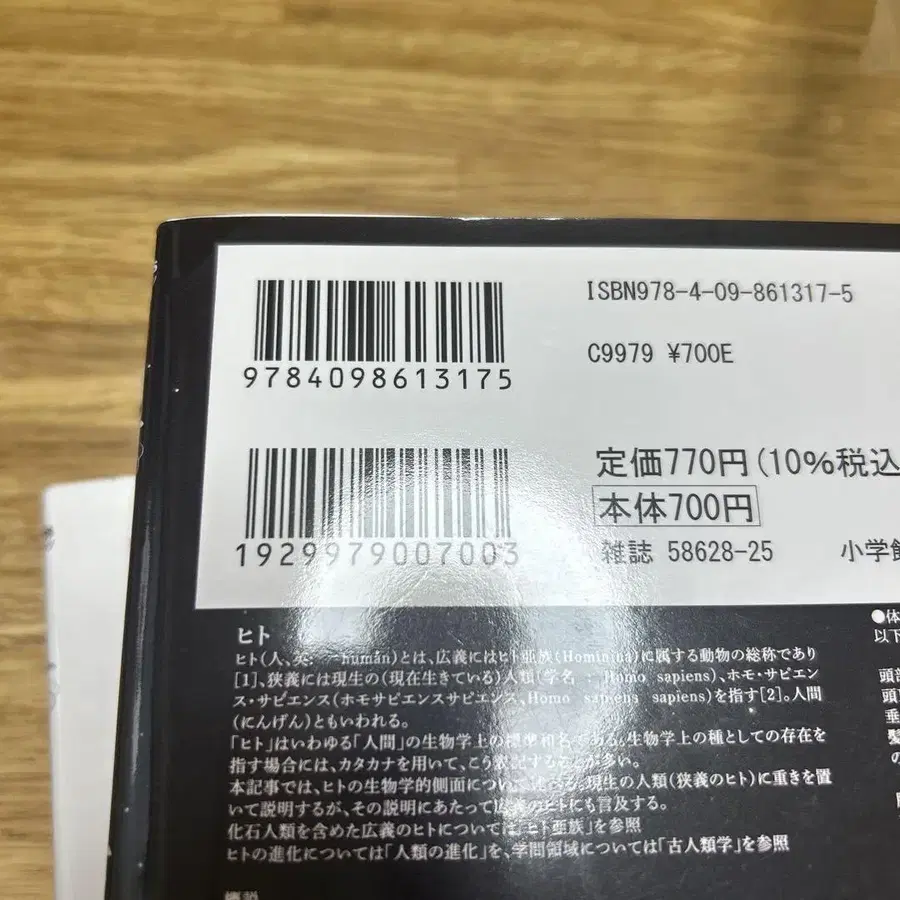 9784098613175
ISBN978-4-09-861317-5
C9979 ¥700E
1929979007003
定価770円(10%税込
本体700円
雑誌 58628-25
小学館
ヒト
ヒト(人、英: human)とは、広義にはヒト亜族(Hominina)に属する動物の総称であり
[1]、狭義には現生の(現在生きている)人類(学名 : Homo sapiens)、ホモ・サピエン
ス・サピエンス(ホモサピエンスサピエンス、Homo sapiens sapiens)を指す[2]。人間
(にんげん)ともいわれる。
「ヒト」はいわゆる「人間」の生物学上の標準和名である。生物学上の種としての存在を
指す場合には、カタカナを用いて、こう表記することが多い。
本記事では、ヒトの生物学的側面について述べる。現生の人類(狭義のヒト)に重きを置
いて説明するが、その説明にあたって広義のヒトにも言及する。
化石人類を含めた広義のヒトについては「ヒト亜族」を参照
ヒトの進化については「人類の進化」を、学問領域については「古人類学」を参照
●体
以下
頭部
頭
垂
髪
の